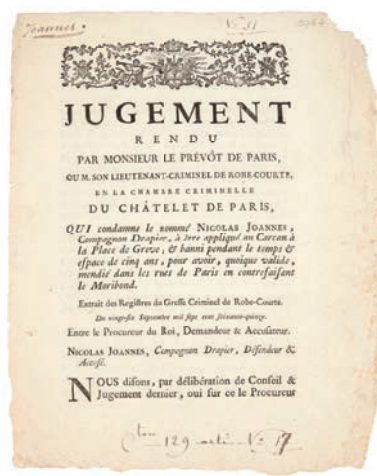 Joannes.
N.º 31
JUGEMENT
RENDU
PAR MONSIEUR LE PRÉVÔT DE PARIS,
OU M. SON LIEUTENANT-CRIMINEL DE ROBE-COURTE,
EN LA CHAMBRE CRIMINELLE
DU CHÂTELET DE PARIS,
QUI condamne le nommé NICOLAS JOANNES,
Compagnon Drapier, à être appliqué au Carcan à
la Place de Greve, & banni pendant le temps &
espace de cinq ans, pour avoir, quoique valide,
mendié dans les rues de Paris en contrefaisant
le Moribond.
Extrait des Registres du Greffe Criminel de Robe-Courte.
Du vingt-six Septembre mil sept cent soixante-quinze.
Entre le Procureur du Roi, Demandeur & Accusateur.
NICOLAS JOANNES, Compagnon Drapier, Défendeur &
Accusé.
NOUS disons, par délibération de Conseil &
Jugement dernier, oui sur ce le Procureur
129 N.º 17